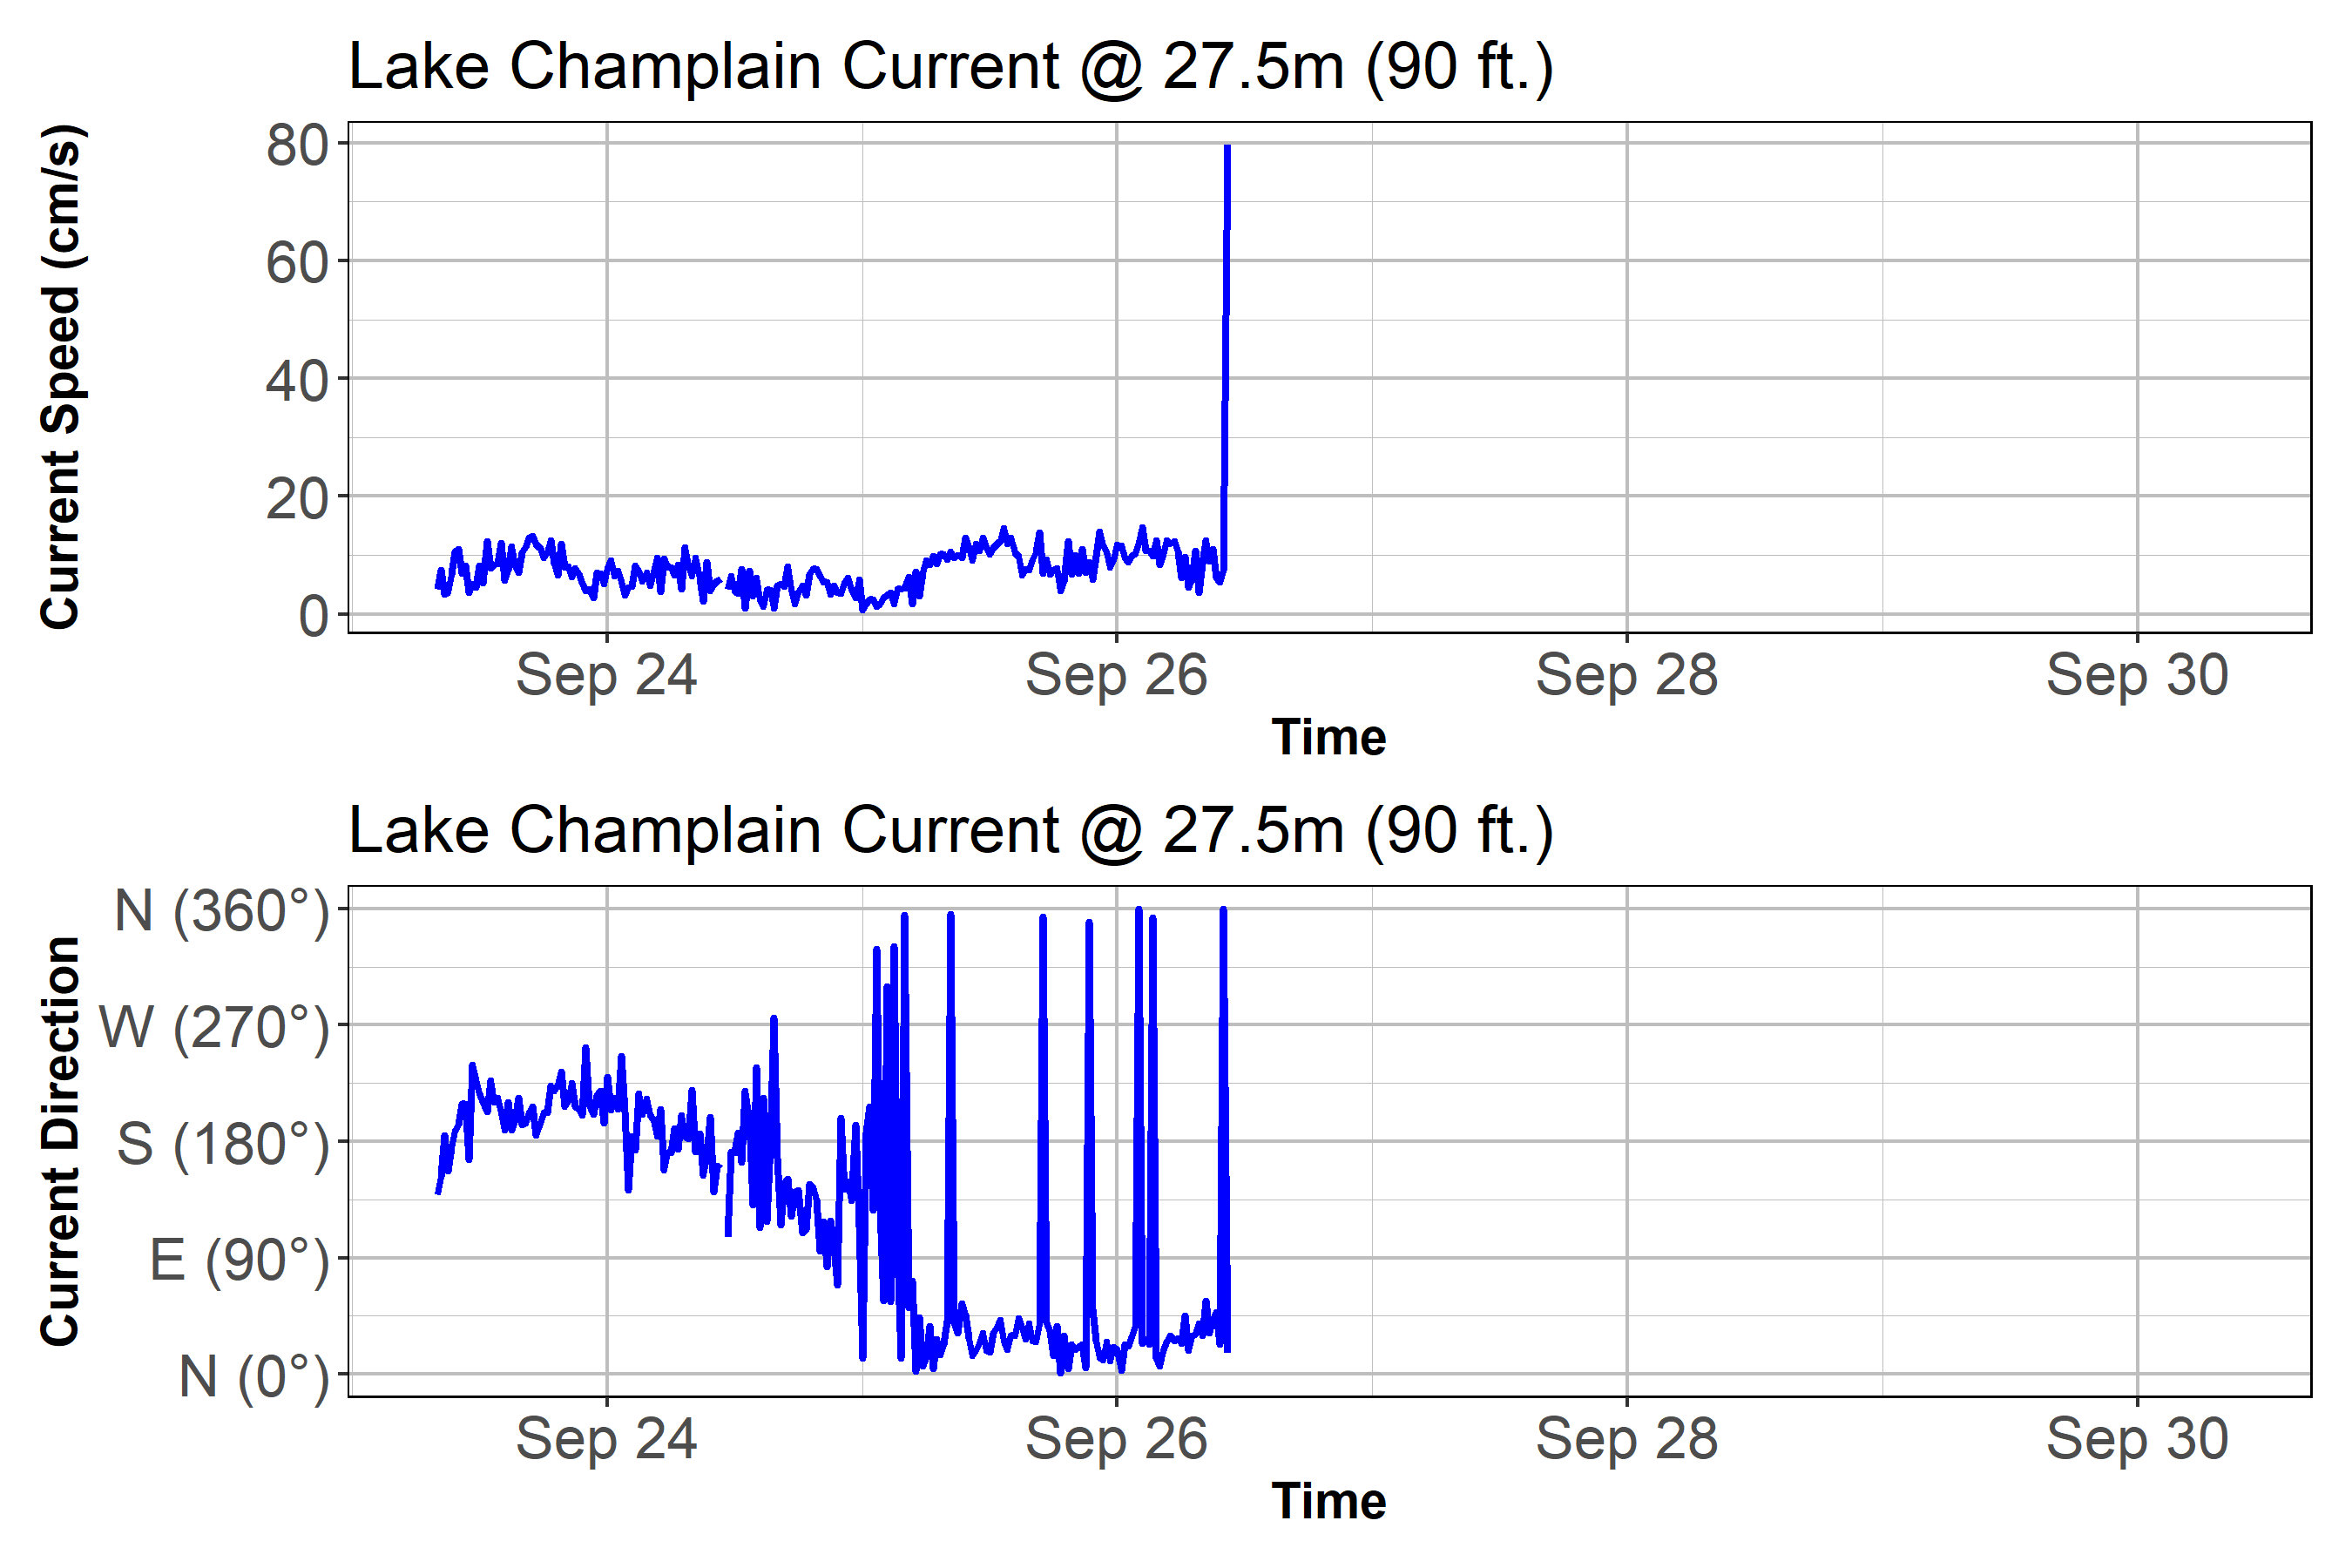 Lake Champlain Current @ 27.5m (90 ft.)
Current Speed (cm/s)
80
60
40
20
0
Sep 24 Sep 26 Sep 28 Sep 30
Time
Lake Champlain Current @ 27.5m (90 ft.)
Current Direction
N (360°)
W (270°)
S (180°)
E (90°)
N (0°)
Sep 24 Sep 26 Sep 28 Sep 30
Time